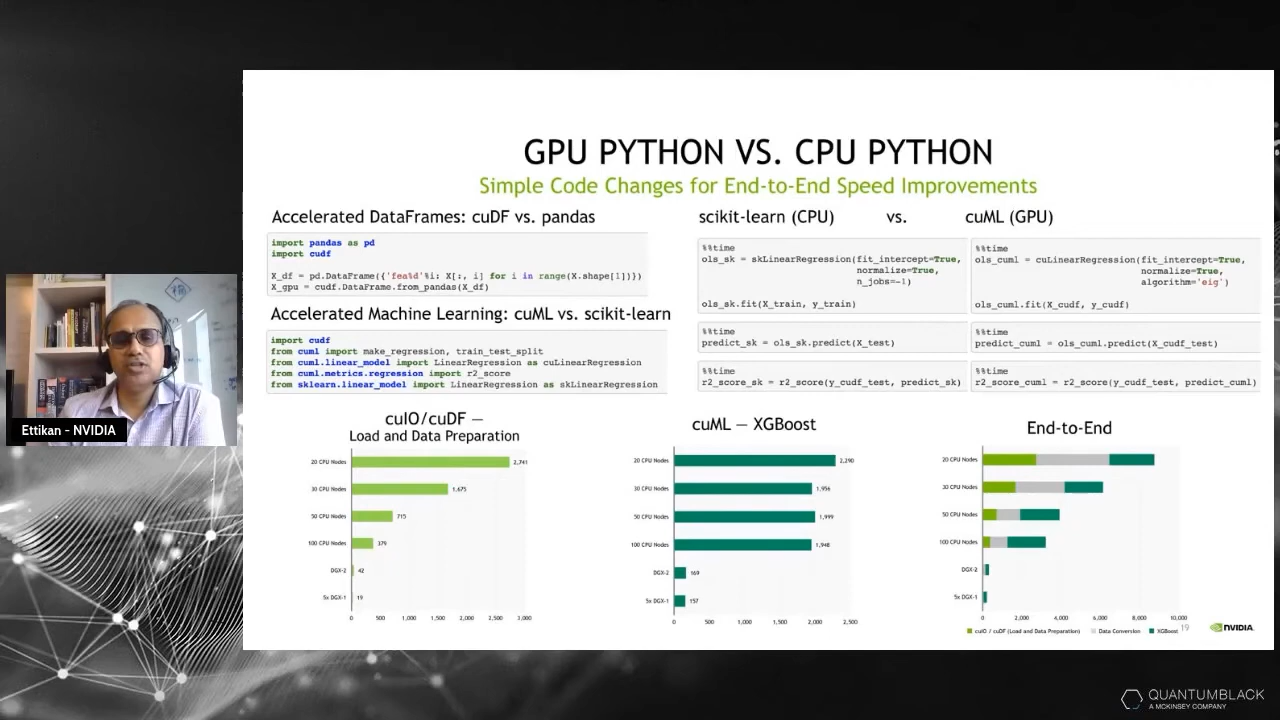 GPU PYTHON VS. CPU PYTHON
Simple Code Changes for End-to-End Speed Improvements
Accelerated DataFrames: cuDF vs. pandas
import pandas as pd
import cudf
X_df = pd.DataFrame({'fea%d'%i: X[:, i] for i in range(X.shape[1])})
X_gpu = cudf.DataFrame.from_pandas(X_df)
Accelerated Machine Learning: cuML vs. scikit-learn
import cudf
from cuml import make_regression, train_test_split
from cuml.linear_model import LinearRegression as cuLinearRegression
from cuml.metrics.regression import r2_score
from sklearn.linear_model import LinearRegression as skLinearRegression
scikit-learn (CPU) vs. cuML (GPU)
%%time
ols_sk = skLinearRegression(fit_intercept=True,
normalize=True,
n_jobs=-1)
ols_sk.fit(X_train, y_train)
%%time
predict_sk = ols_sk.predict(X_test)
%%time
r2_score_sk = r2_score(y_cudf_test, predict_sk)
%%time
ols_cuml = cuLinearRegression(fit_intercept=True,
normalize=True,
algorithm='eig')
ols_cuml.fit(X_cudf, y_cudf)
%%time
predict_cuml = ols_cuml.predict(X_cudf_test)
%%time
r2_score_cuml = r2_score(y_cudf_test, predict_cuml)
Ettikan - NVIDIA
cuIO/cuDF —
Load and Data Preparation
20 CPU Nodes 2,741
30 CPU Nodes 1,675
50 CPU Nodes 715
100 CPU Nodes 379
DGX-2 42
5x DGX-1 19
0 500 1,000 1,500 2,000 2,500 3,000
cuML — XGBoost
20 CPU Nodes 2,290
30 CPU Nodes 1,956
50 CPU Nodes 1,999
100 CPU Nodes 1,948
DGX-2 169
5x DGX-1 157
0 500 1,000 1,500 2,000 2,500
End-to-End
20 CPU Nodes
30 CPU Nodes
50 CPU Nodes
100 CPU Nodes
DGX-2
5x DGX-1
0 2,000 4,000 6,000 8,000 10,000
cuIO / cuDF (Load and Data Preparation) Data Conversion XGBoost
19
NVIDIA
QUANTUMBLACK
A MCKINSEY COMPANY